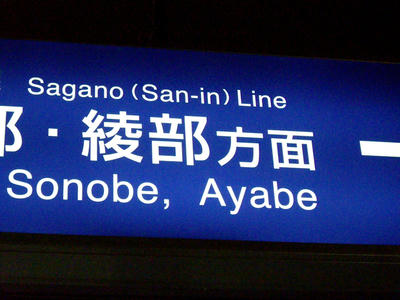 Sagano (San-in) Line
部・綾部方面
Sonobe, Ayabe